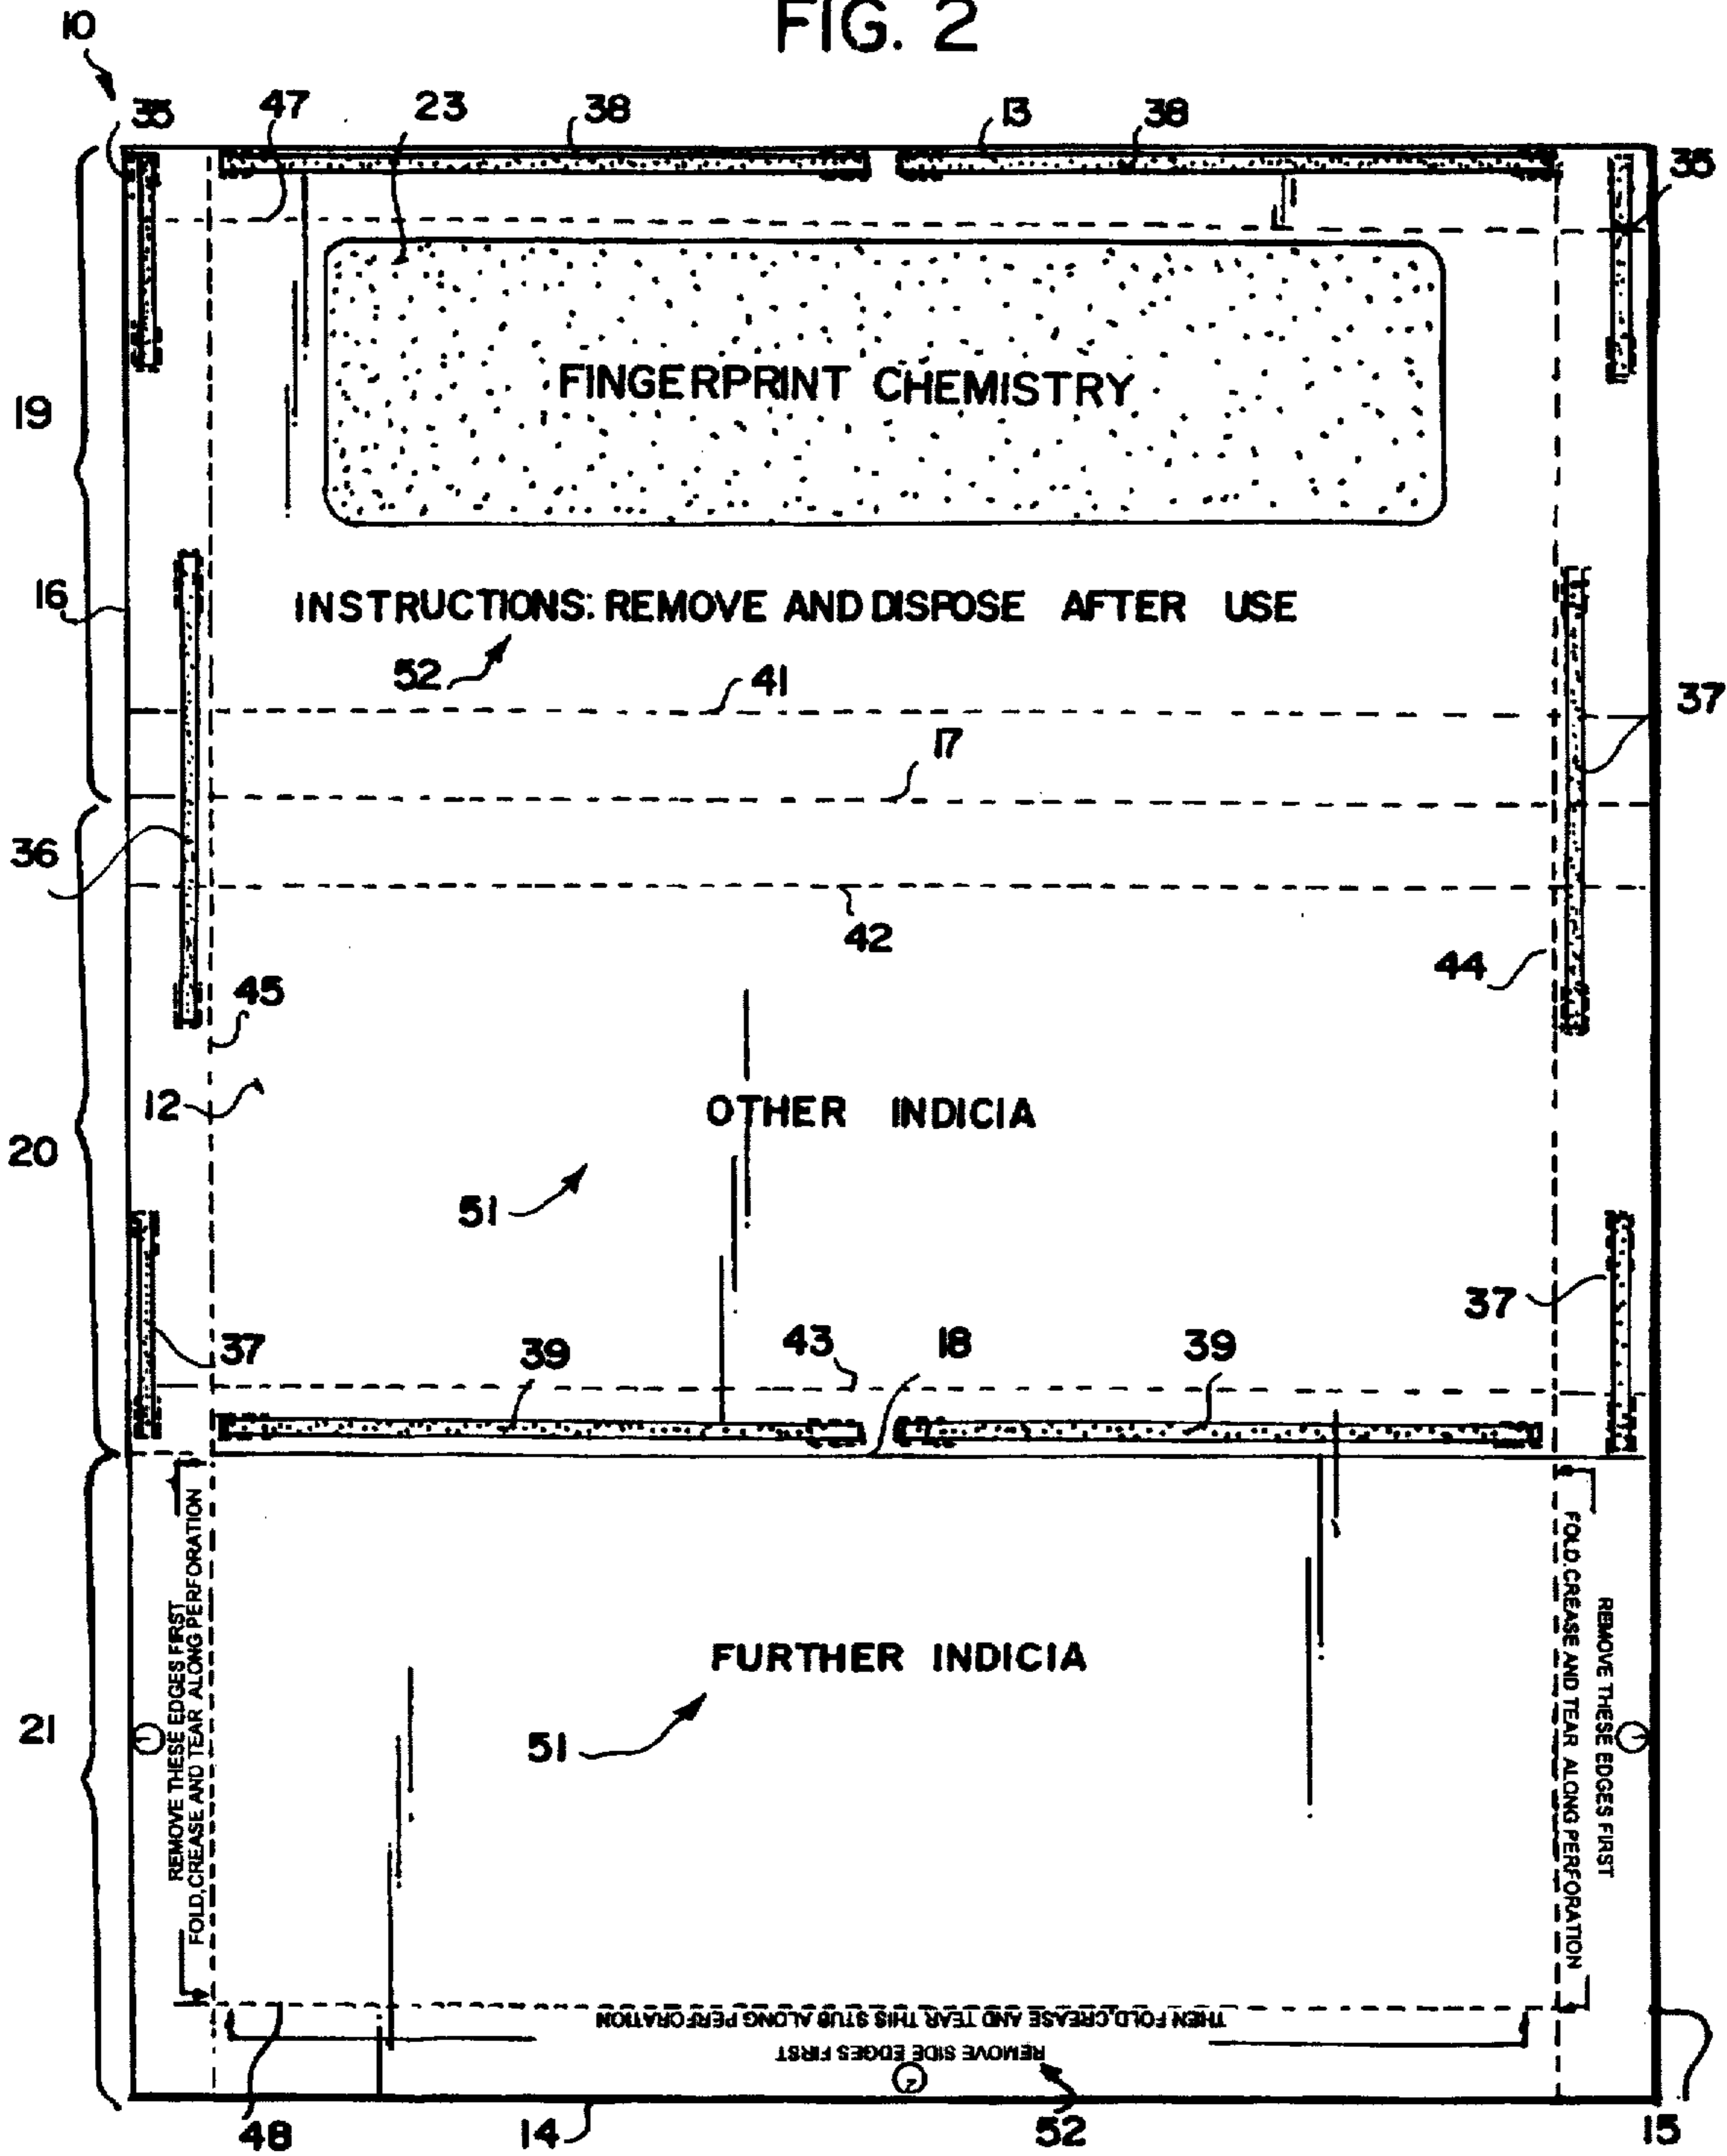 FIG. 2
10
35 47 23 38 13 38
35
FINGERPRINT CHEMISTRY
19
16
INSTRUCTIONS: REMOVE AND DISPOSE AFTER USE
52
41
37
17
36
42
44
45
12
OTHER INDICIA
20
51
37
37
39
43
18
39
REMOVE THESE EDGES FIRST
FOLD, CREASE AND TEAR ALONG PERFORATION
FOLD, CREASE AND TEAR ALONG PERFORATION
REMOVE THESE EDGES FIRST
FURTHER INDICIA
21
51
THEN FOLD, CREASE AND TEAR THIS STUB ALONG PERFORATION
REMOVE SIDE EDGES FIRST
2
48
14
52
15